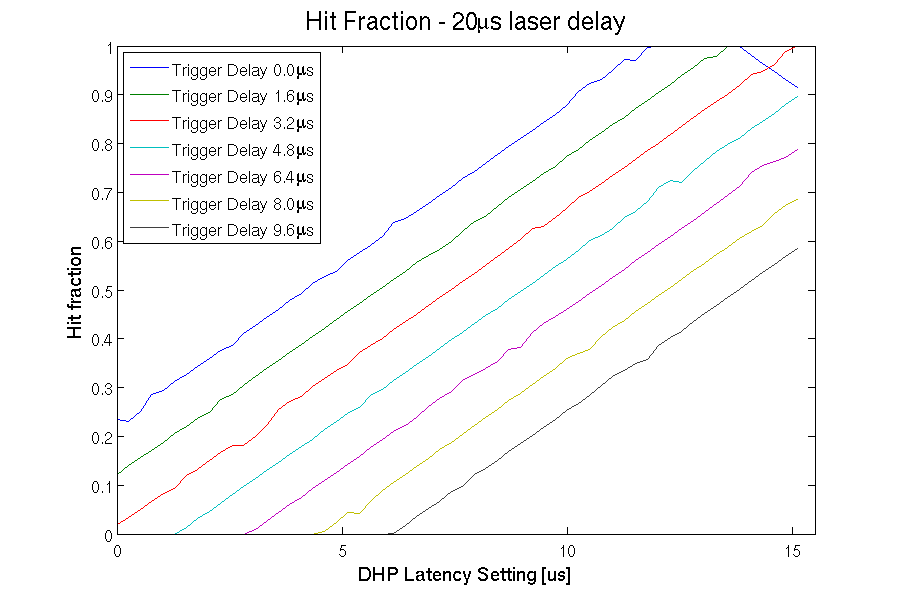 Hit Fraction - 20µs laser delay
1
0.9
0.8
0.7
0.6
0.5
0.4
0.3
0.2
0.1
0
Hit fraction
Trigger Delay 0.0µs
Trigger Delay 1.6µs
Trigger Delay 3.2µs
Trigger Delay 4.8µs
Trigger Delay 6.4µs
Trigger Delay 8.0µs
Trigger Delay 9.6µs
0 5 10 15
DHP Latency Setting [us]